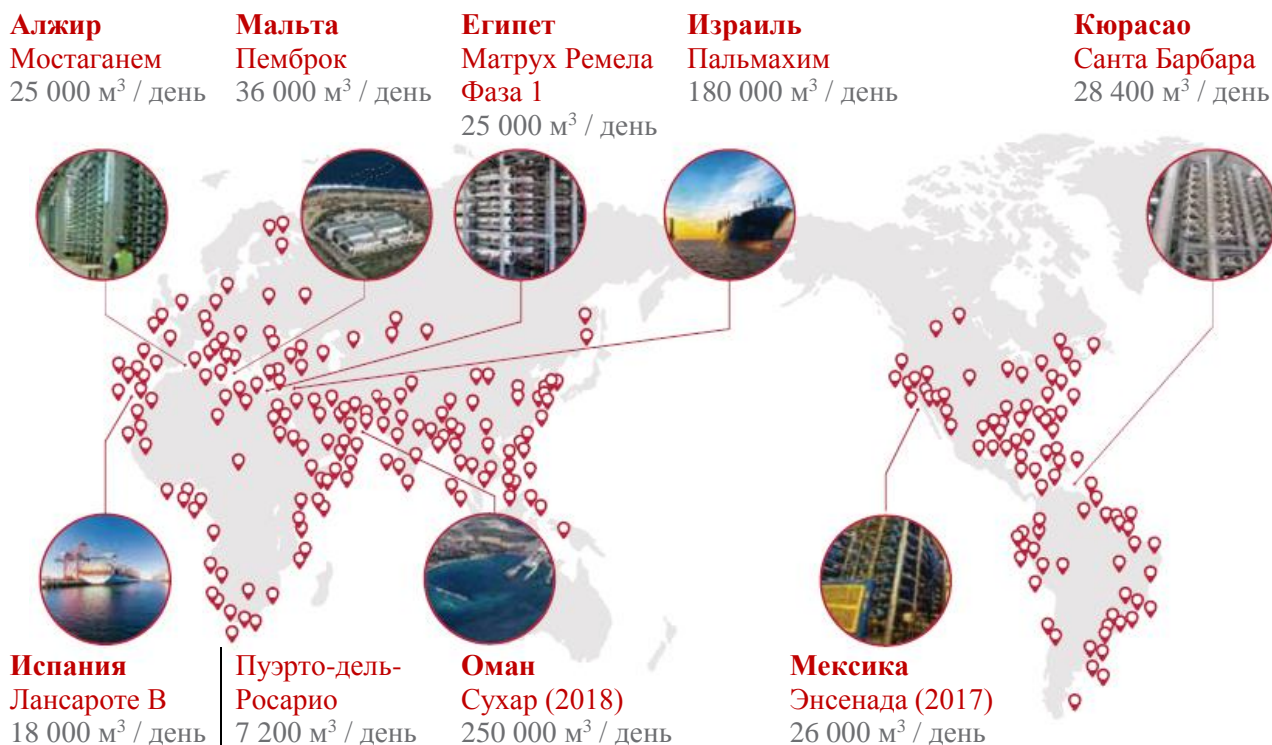 Алжир
Мостаганем
25 000 м³ / день
Мальта
Пемброк
36 000 м³ / день
Египет
Матрух Ремела
Фаза 1
25 000 м³ / день
Израиль
Пальмахим
180 000 м³ / день
Кюрасао
Санта Барбара
28 400 м³ / день
Испания
Лансароте В
18 000 м³ / день
Пуэрто-дель-
Росарио
7 200 м³ / день
Оман
Сухар (2018)
250 000 м³ / день
Мексика
Энсенада (2017)
26 000 м³ / день